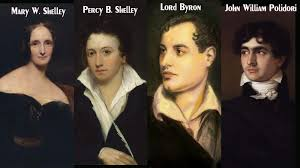 Mary W. Shelley
Percy B. Shelley
Lord Byron
John William Polidori